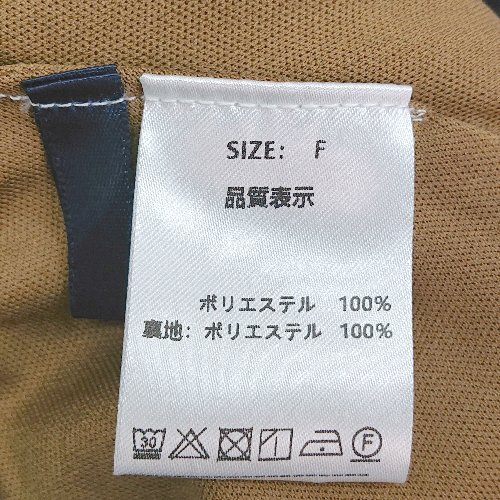 SIZE: F
品質表示
ポリエステル 100%
裏地: ポリエステル 100%
30 F